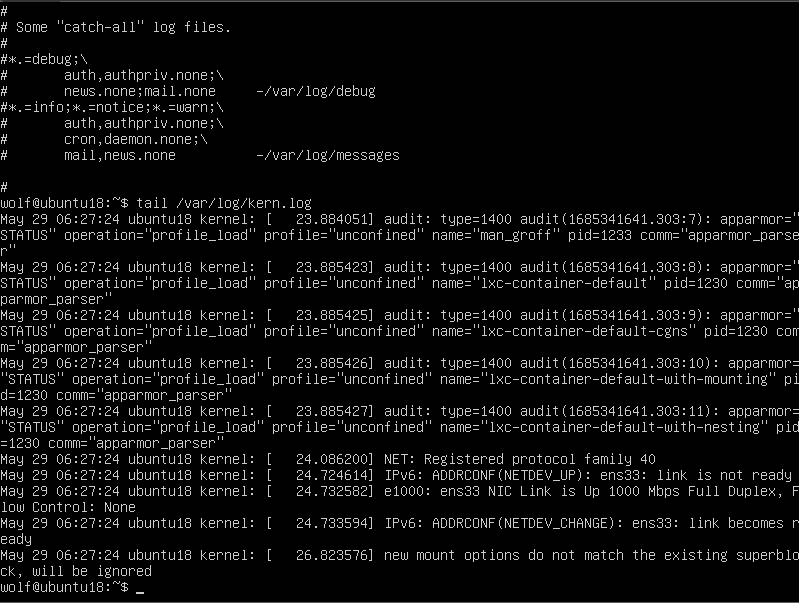 #
# Some "catch-all" log files.
#
#*.=debug;\
#       auth,authpriv.none;\
#       news.none;mail.none     -/var/log/debug
#*.=info;*.=notice;*.=warn;\
#       auth,authpriv.none;\
#       cron,daemon.none;\
#       mail,news.none          -/var/log/messages

#
wolf@ubuntu18:~$ tail /var/log/kern.log
May 29 06:27:24 ubuntu18 kernel: [   23.884051] audit: type=1400 audit(1685341641.303:7): apparmor="
STATUS" operation="profile_load" profile="unconfined" name="man_groff" pid=1233 comm="apparmor_parse
r"
May 29 06:27:24 ubuntu18 kernel: [   23.885423] audit: type=1400 audit(1685341641.303:8): apparmor="
STATUS" operation="profile_load" profile="unconfined" name="lxc-container-default" pid=1230 comm="ap
parmor_parser"
May 29 06:27:24 ubuntu18 kernel: [   23.885425] audit: type=1400 audit(1685341641.303:9): apparmor="
STATUS" operation="profile_load" profile="unconfined" name="lxc-container-default-cgns" pid=1230 com
m="apparmor_parser"
May 29 06:27:24 ubuntu18 kernel: [   23.885426] audit: type=1400 audit(1685341641.303:10): apparmor=
"STATUS" operation="profile_load" profile="unconfined" name="lxc-container-default-with-mounting" pi
d=1230 comm="apparmor_parser"
May 29 06:27:24 ubuntu18 kernel: [   23.885427] audit: type=1400 audit(1685341641.303:11): apparmor=
"STATUS" operation="profile_load" profile="unconfined" name="lxc-container-default-with-nesting" pid
=1230 comm="apparmor_parser"
May 29 06:27:24 ubuntu18 kernel: [   24.086200] NET: Registered protocol family 40
May 29 06:27:24 ubuntu18 kernel: [   24.724614] IPv6: ADDRCONF(NETDEV_UP): ens33: link is not ready
May 29 06:27:24 ubuntu18 kernel: [   24.732582] e1000: ens33 NIC Link is Up 1000 Mbps Full Duplex, F
low Control: None
May 29 06:27:24 ubuntu18 kernel: [   24.733594] IPv6: ADDRCONF(NETDEV_CHANGE): ens33: link becomes r
eady
May 29 06:27:24 ubuntu18 kernel: [   26.823576] new mount options do not match the existing superblo
ck, will be ignored
wolf@ubuntu18:~$ _